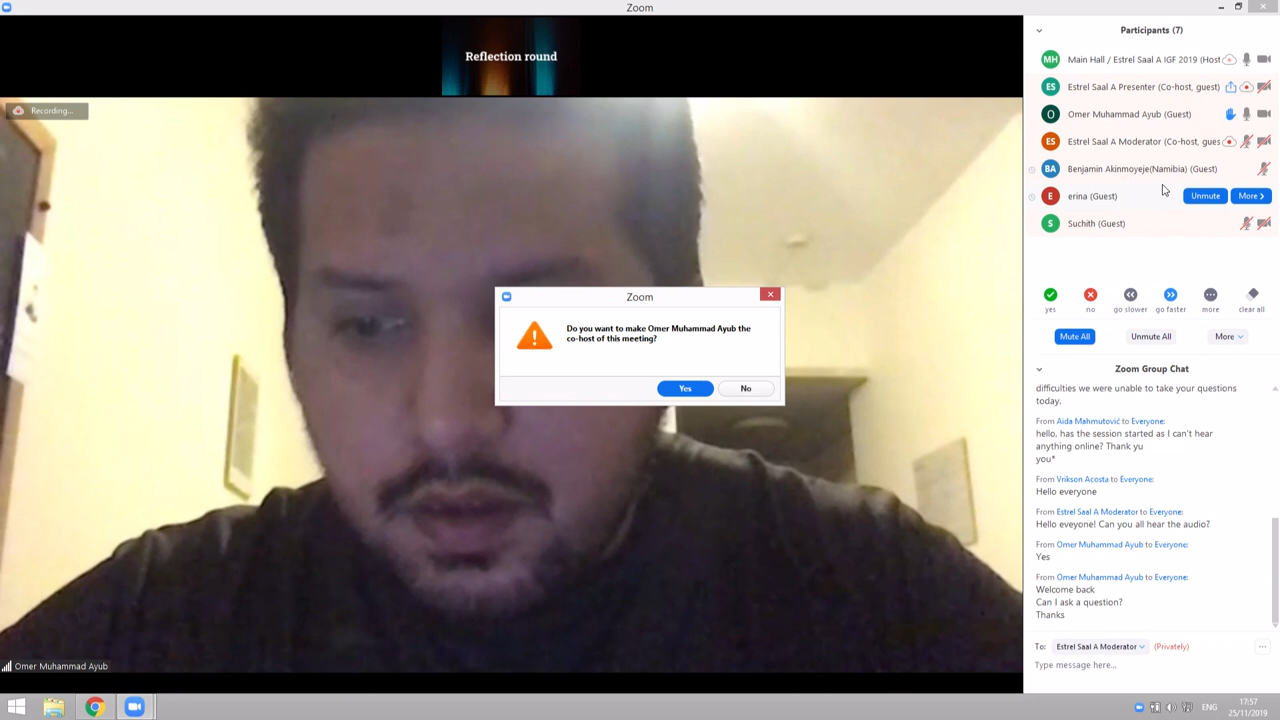 Zoom
Reflection round
Recording...
Zoom
Do you want to make Omer Muhammad Ayub the
co-host of this meeting?
Yes
No
Omer Muhammad Ayub
Participants (7)
MH Main Hall / Estrel Saal A IGF 2019 (Host
ES Estrel Saal A Presenter (Co-host, guest)
O Omer Muhammad Ayub (Guest)
ES Estrel Saal A Moderator (Co-host, gues
BA Benjamin Akinmoyeje(Namibia) (Guest)
E erina (Guest) Unmute More >
S Suchith (Guest)
yes no go slower go faster more clear all
Mute All Unmute All More
Zoom Group Chat
difficulties we were unable to take your questions
today.
From Aida Mahmutović to Everyone:
hello, has the session started as I can't hear
anything online? Thank yu
you*
From Vrikson Acosta to Everyone:
Hello everyone
From Estrel Saal A Moderator to Everyone:
Hello eveyone! Can you all hear the audio?
From Omer Muhammad Ayub to Everyone:
Yes
From Omer Muhammad Ayub to Everyone:
Welcome back
Can I ask a question?
Thanks
To: Estrel Saal A Moderator (Privately)
Type message here...
ENG
17:57
25/11/2019